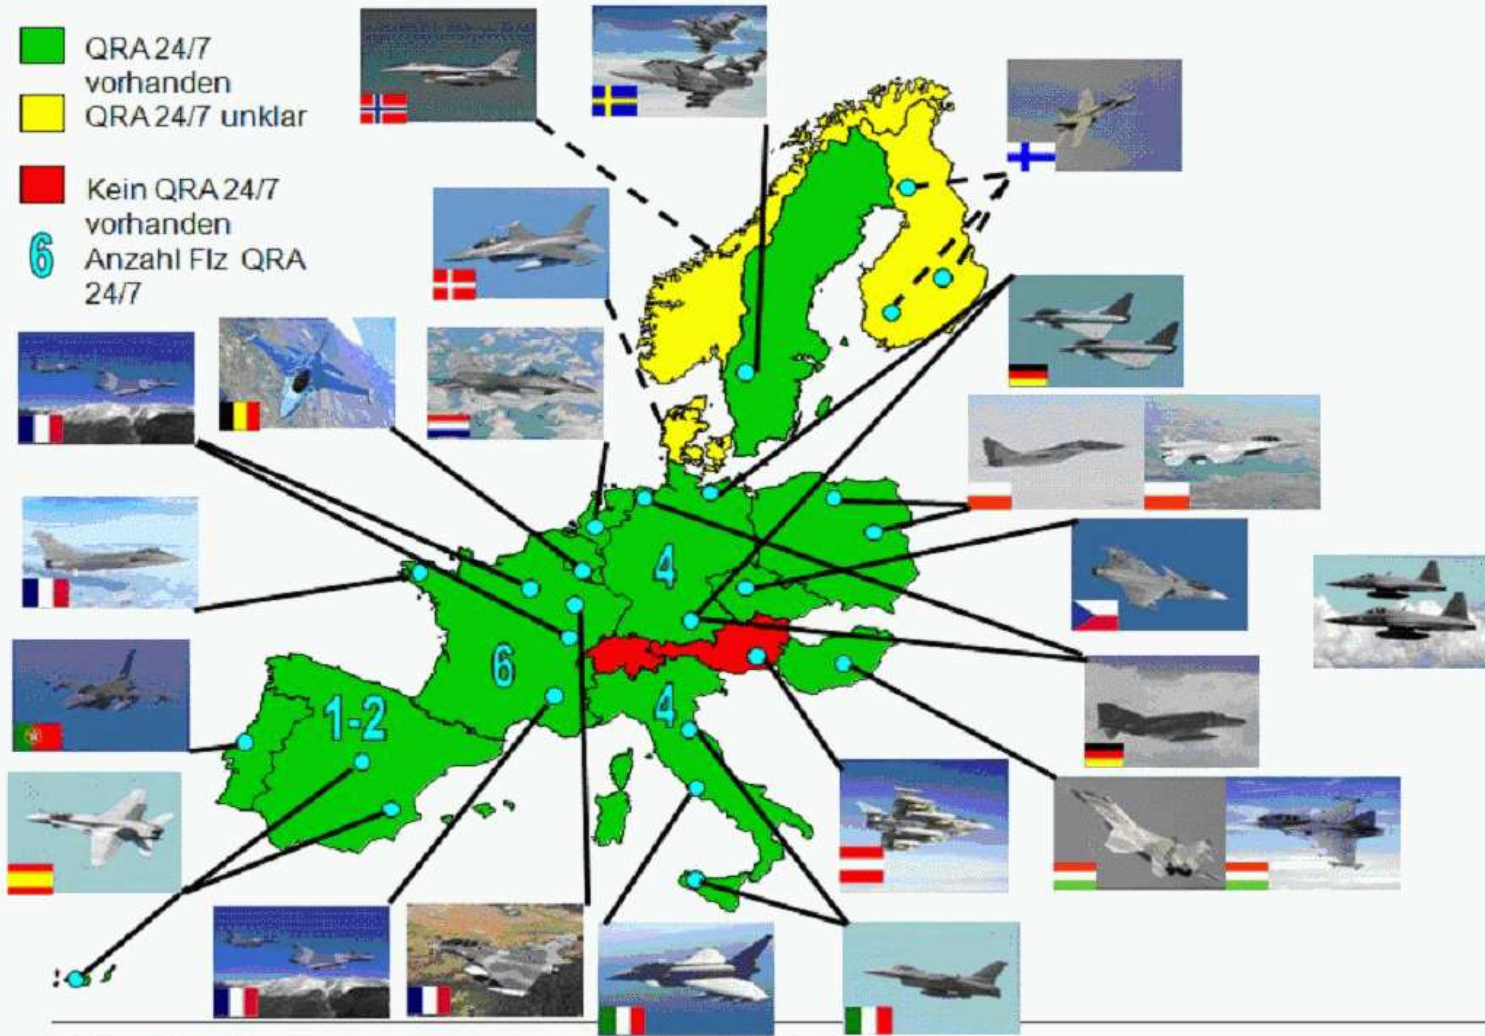 QRA 24/7
vorhanden
QRA 24/7 unklar
Kein QRA 24/7
vorhanden
6
Anzahl Flz QRA
24/7
4
6
4
1-2